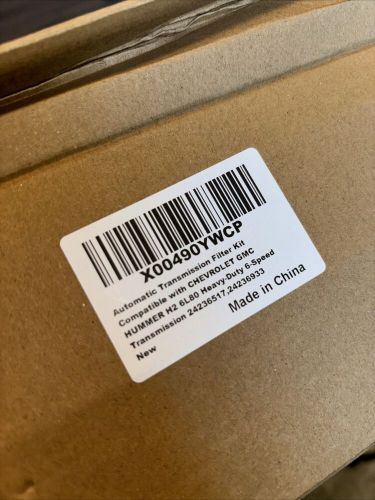 X00490YWCP
Automatic Transmission Filter Kit
Compatible with CHEVROLET GMC
HUMMER H2 6L80 Heavy-Duty 6-Speed
Transmission 24236517,24236933
New
Made in China